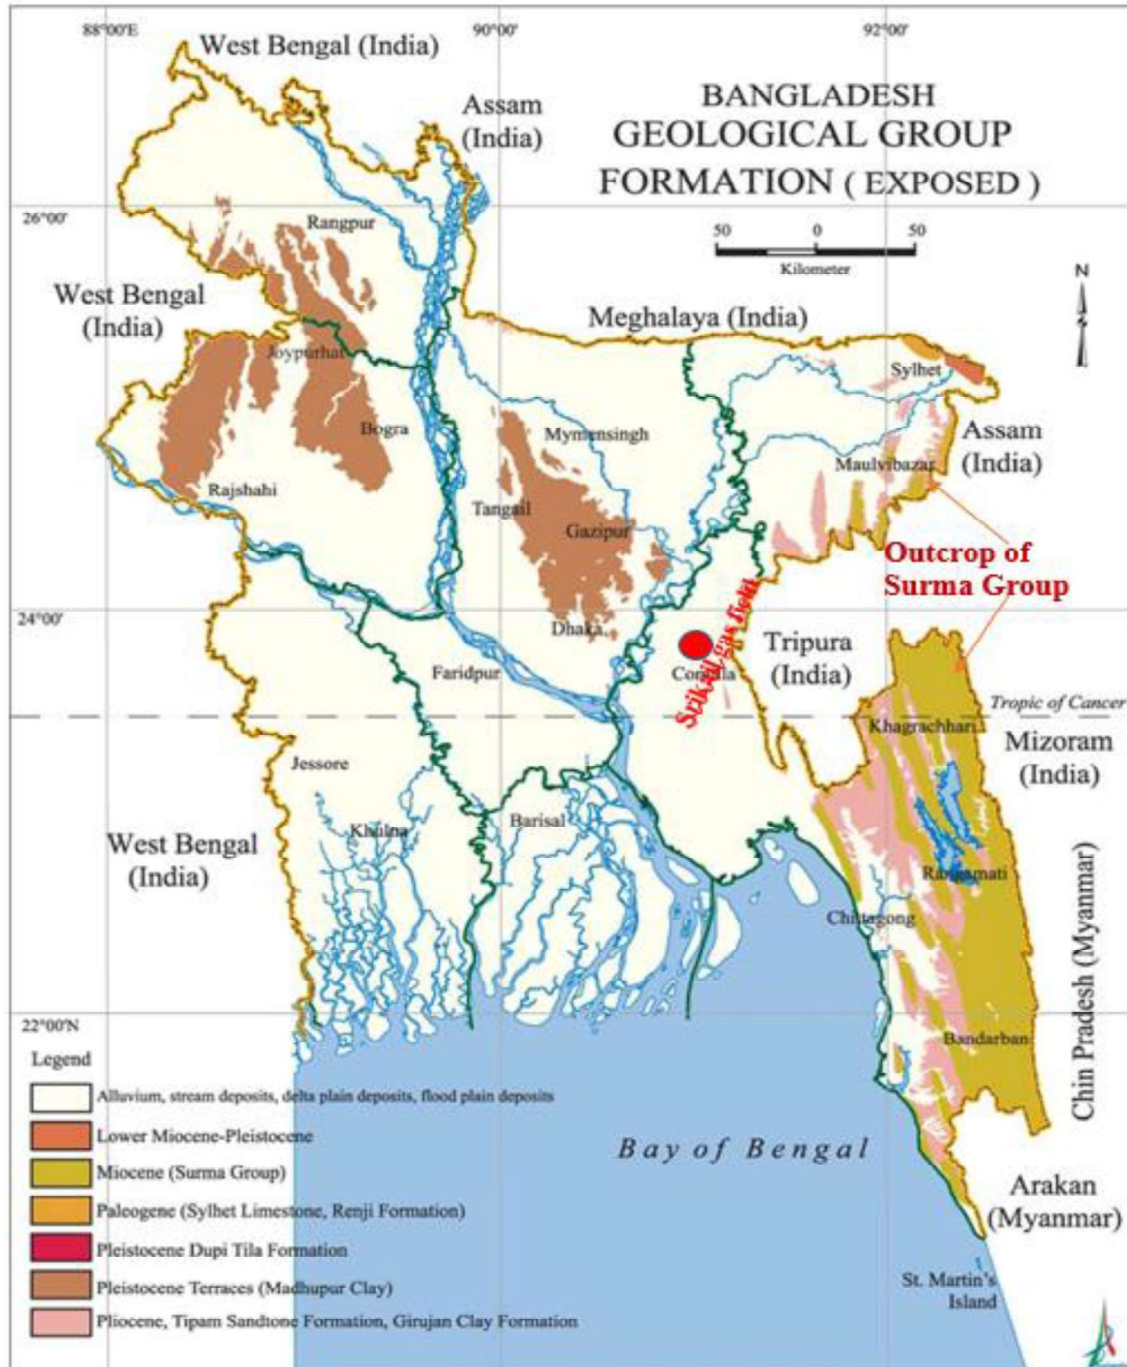 88°00'E
90°00'
92°00'
West Bengal (India)
Assam
(India)
BANGLADESH
GEOLOGICAL GROUP
FORMATION ( EXPOSED )
26°00'
Rangpur
50
0
50
Kilometer
N
West Bengal
(India)
Meghalaya (India)
Joypurhat
Sylhet
Bogra
Mymensingh
Assam
(India)
Maulvibazar
Rajshahi
Tangail
Gazipur
Outcrop of
Surma Group
24°00'
Dhaka
Tripura
(India)
Faridpur
Comilla
Srikail gas field
Tropic of Cancer
Khagrachhari
Mizoram
(India)
Jessore
Khulna
Barisal
West Bengal
(India)
Rangamati
Chittagong
Chin Pradesh (Myanmar)
22°00'N
Bandarban
Legend
Alluvium, stream deposits, delta plain deposits, flood plain deposits
Lower Miocene-Pleistocene
Miocene (Surma Group)
Paleogene (Sylhet Limestone, Renji Formation)
Pleistocene Dupi Tila Formation
Pleistocene Terraces (Madhupur Clay)
Pliocene, Tipam Sandtone Formation, Girujan Clay Formation
Bay of Bengal
Arakan
(Myanmar)
St. Martin's
Island